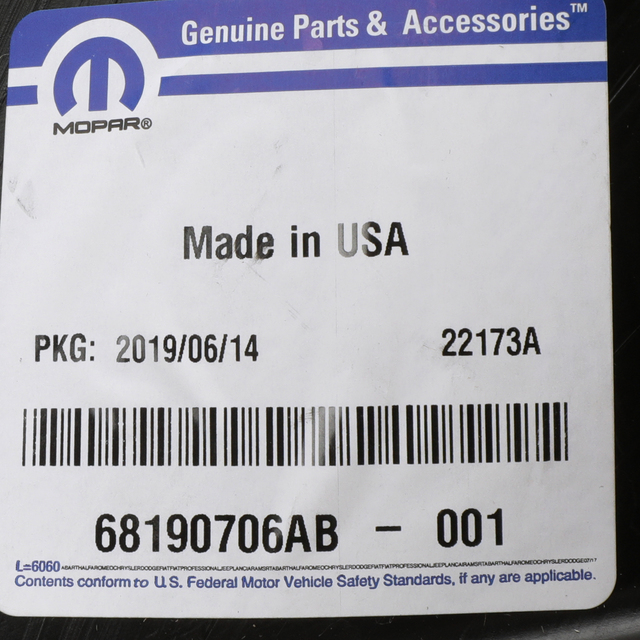 Genuine Parts & Accessories™
MOPAR®
Made in USA
PKG: 2019/06/14 22173A
68190706AB - 001
L=6060
Contents conform to U.S. Federal Motor Vehicle Safety Standards, if any are applicable.